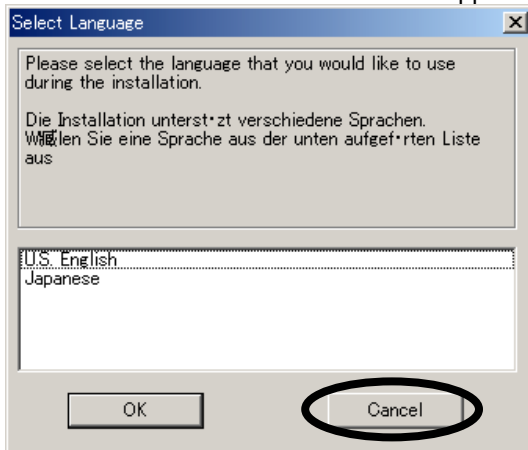 Select Language
Please select the language that you would like to use
during the installation.
Die Installation unterst・zt verschiedene Sprachen.
Sie eine Sprache aus der unten aufgef・rten Liste
aus
U.S. English
Japanese
OK
Cancel